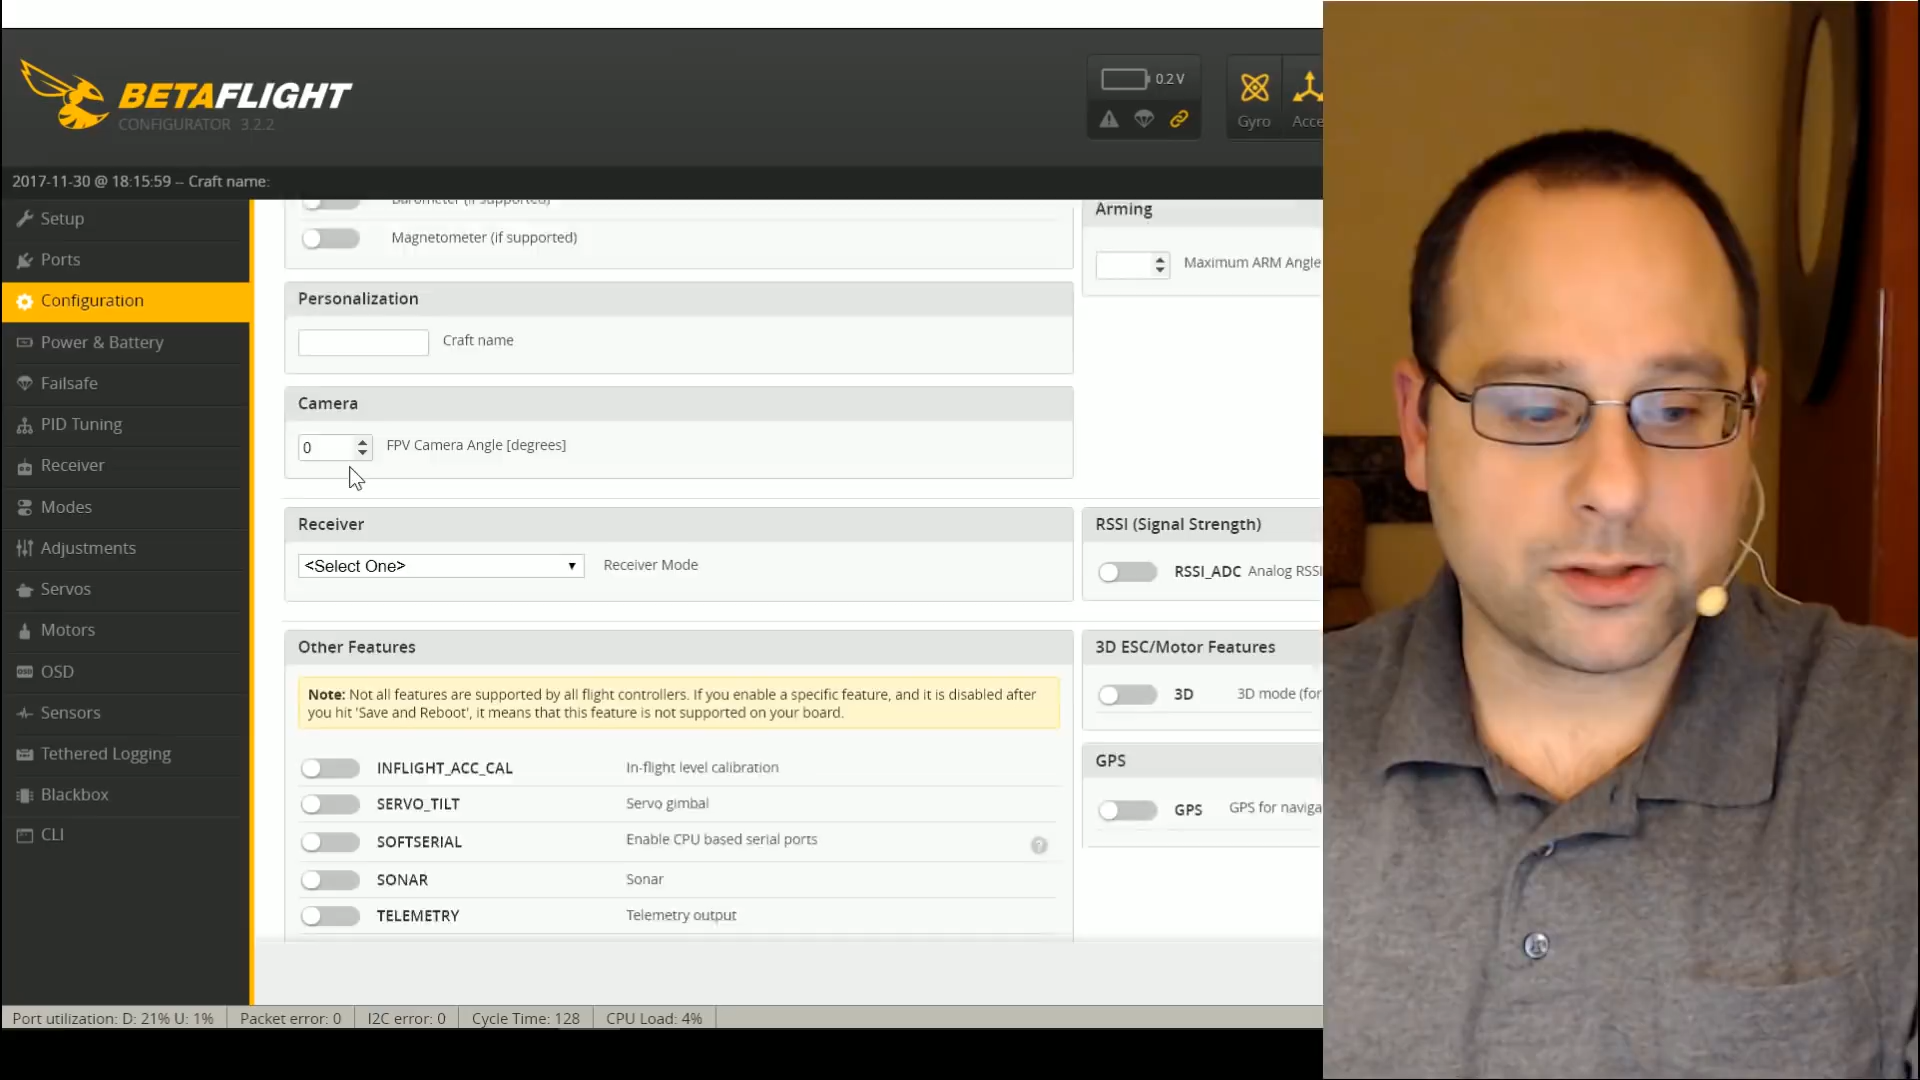 BETAFLIGHT
CONFIGURATOR 3.2.2
0.2 V
Gyro
Acce
2017-11-30 @ 18:15:59 -- Craft name:
Setup
Ports
Configuration
Power & Battery
Failsafe
PID Tuning
Receiver
Modes
Adjustments
Servos
Motors
OSD
Sensors
Tethered Logging
Blackbox
CLI
Barometer (if supported)
Magnetometer (if supported)
Personalization
Craft name
Camera
0
FPV Camera Angle [degrees]
Receiver
<Select One>
Receiver Mode
Other Features
Note: Not all features are supported by all flight controllers. If you enable a specific feature, and it is disabled after
you hit 'Save and Reboot', it means that this feature is not supported on your board.
INFLIGHT_ACC_CAL In-flight level calibration
SERVO_TILT Servo gimbal
SOFTSERIAL Enable CPU based serial ports
?
SONAR Sonar
TELEMETRY Telemetry output
Arming
Maximum ARM Angle
RSSI (Signal Strength)
RSSI_ADC Analog RSSI
3D ESC/Motor Features
3D 3D mode (for
GPS
GPS GPS for naviga
Port utilization: D: 21% U: 1% Packet error: 0 I2C error: 0 Cycle Time: 128 CPU Load: 4%